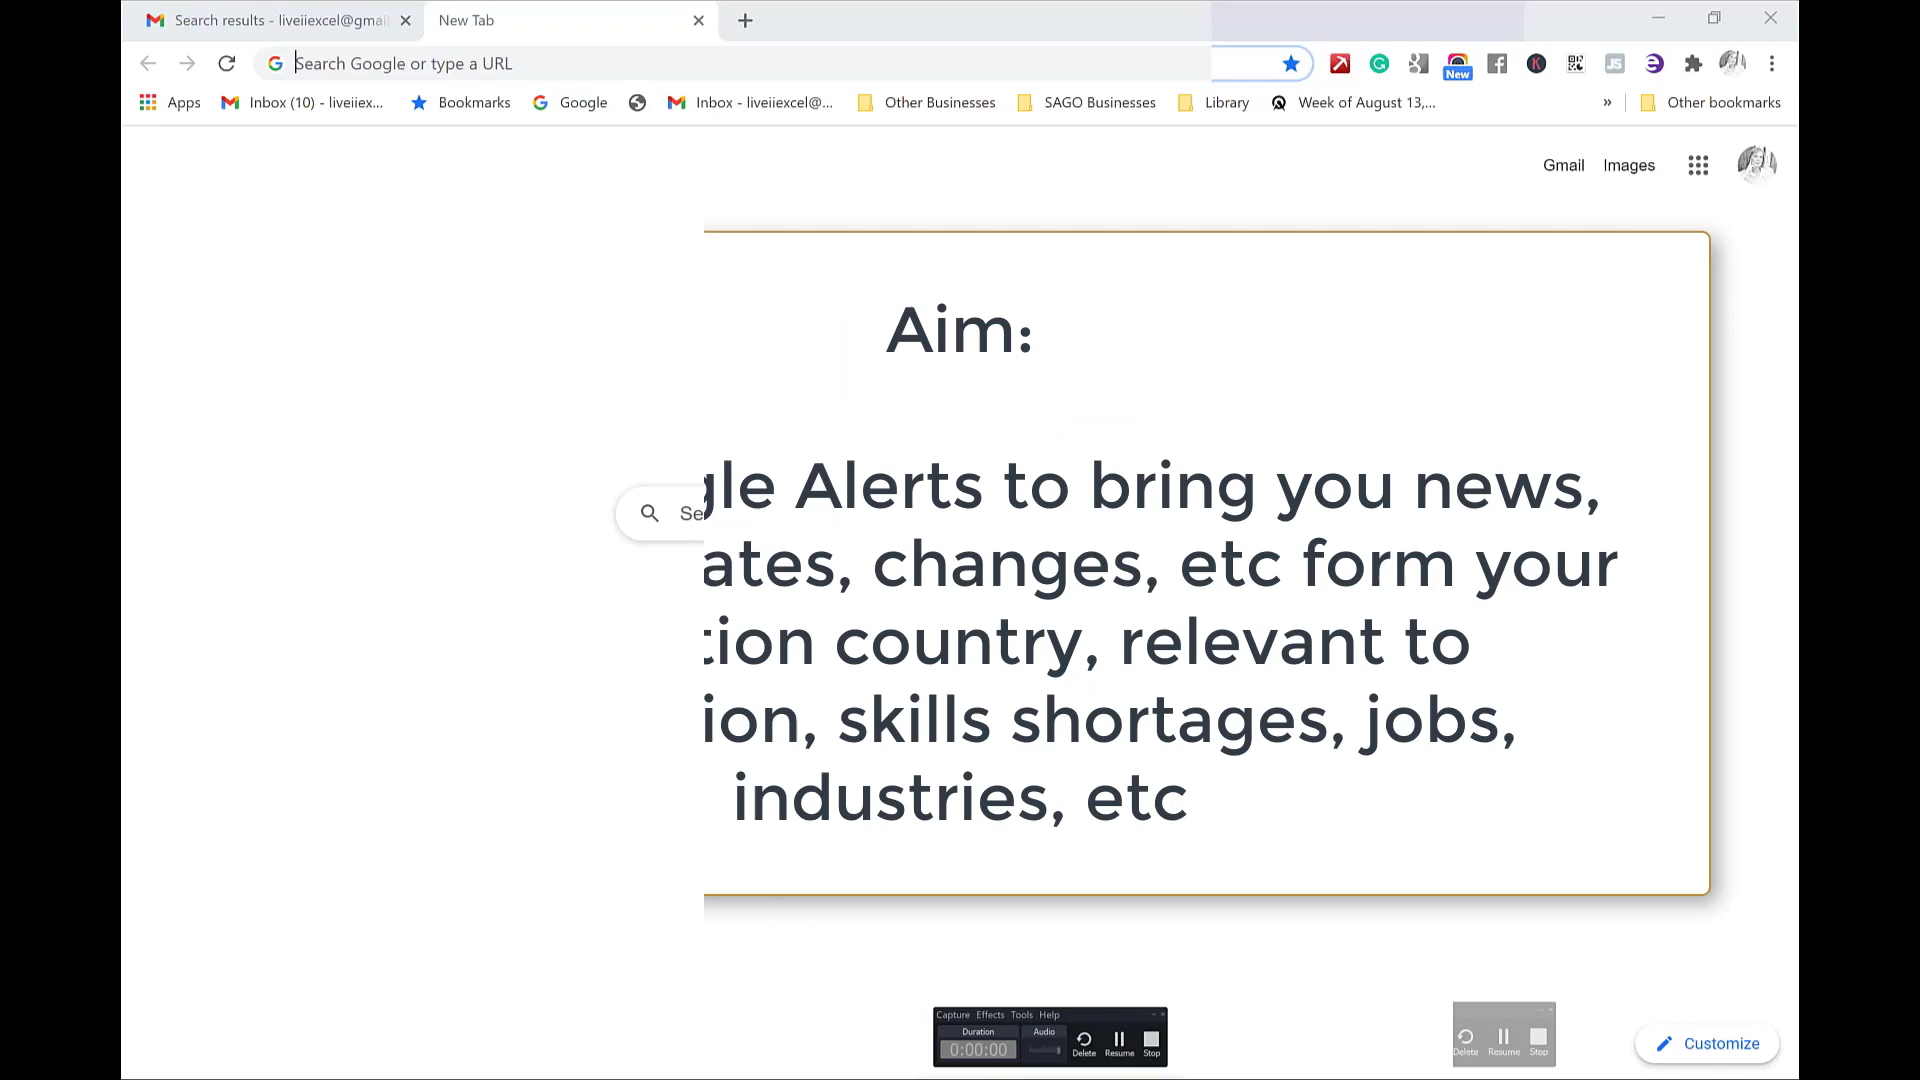 Search results - liveiiexcel@gmai
New Tab
Search Google or type a URL
New
Apps
Inbox (10) - liveiiex...
Bookmarks
Google
Inbox - liveiiexcel@...
Other Businesses
SAGO Businesses
Library
Week of August 13,...
»
Other bookmarks
Gmail
Images
Aim:
gle Alerts to bring you news,
Se
ates, changes, etc form your
tion country, relevant to
ion, skills shortages, jobs,
industries, etc
Capture Effects Tools Help
Duration
Audio
0:00:00
Delete
Resume
Stop
Delete
Resume
Stop
Customize